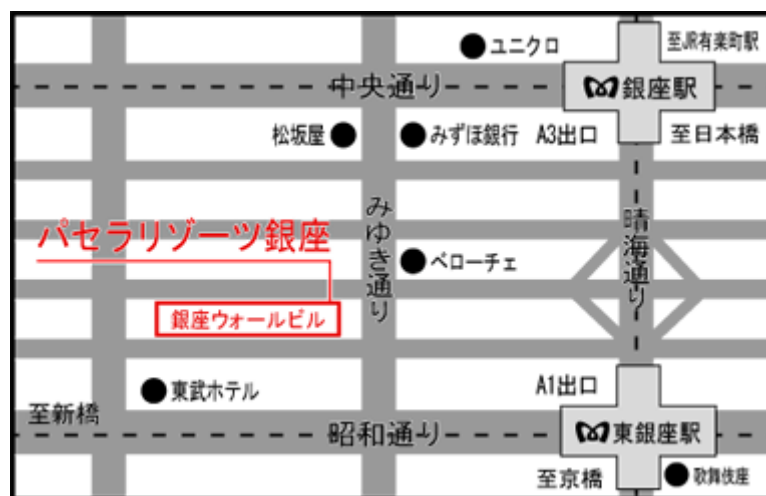 ユニクロ
至JR有楽町駅
中央通り
銀座駅
松坂屋
みずほ銀行
A3出口
至日本橋
みゆき通り
晴海通り
パセラリゾーツ銀座
ベローチェ
銀座ウォールビル
東武ホテル
A1出口
至新橋
昭和通り
東銀座駅
至京橋
歌舞伎座